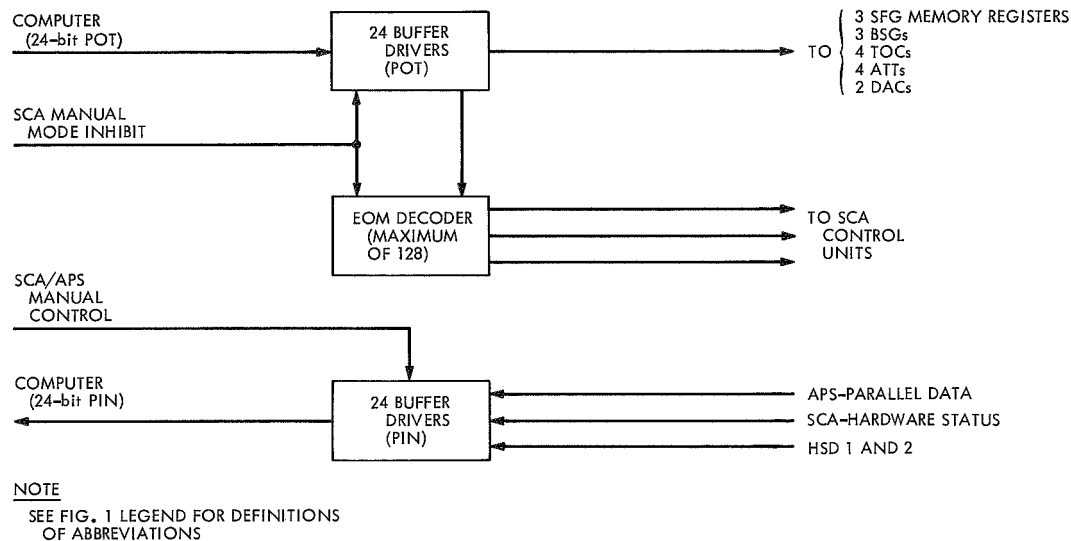 COMPUTER
(24-bit POT)
24 BUFFER
DRIVERS
(POT)
TO
3 SFG MEMORY REGISTERS
3 BSGs
4 TOCs
4 ATTs
2 DACs
SCA MANUAL
MODE INHIBIT
EOM DECODER
(MAXIMUM
OF 128)
TO SCA
CONTROL
UNITS
SCA/APS
MANUAL
CONTROL
COMPUTER
(24-bit PIN)
24 BUFFER
DRIVERS
(PIN)
APS-PARALLEL DATA
SCA-HARDWARE STATUS
HSD 1 AND 2
NOTE
SEE FIG. 1 LEGEND FOR DEFINITIONS
OF ABBREVIATIONS